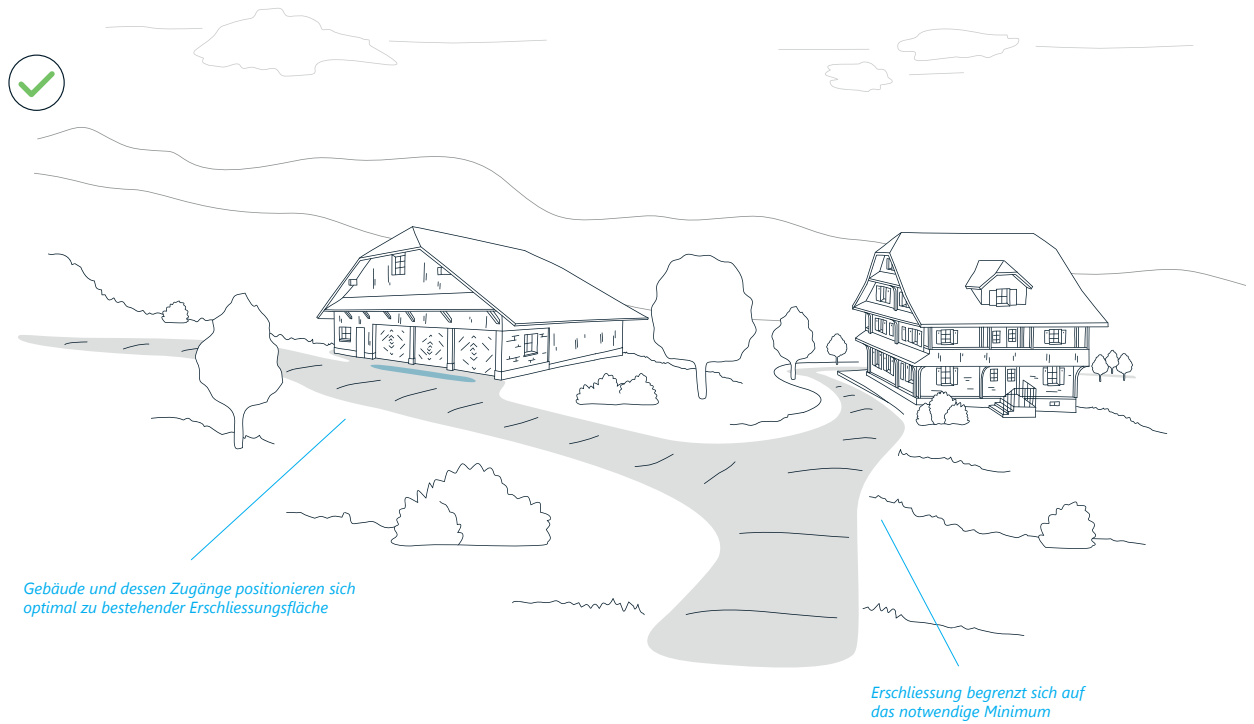 Gebäude und dessen Zugänge positionieren sich
optimal zu bestehender Erschliessungsfläche
Erschliessung begrenzt sich auf
das notwendige Minimum